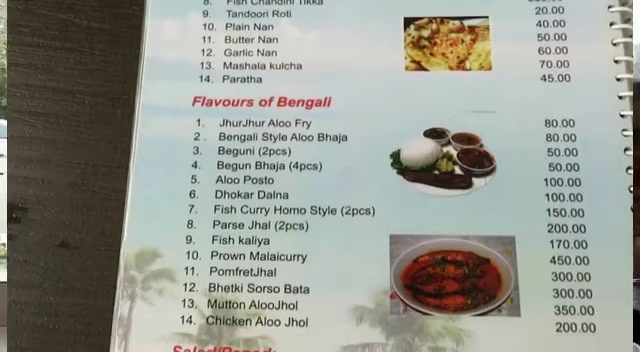 8. Fish Chandini Tikka
9. Tandoori Roti 20.00
10. Plain Nan 40.00
11. Butter Nan 50.00
12. Garlic Nan 60.00
13. Mashala kulcha 70.00
14. Paratha 45.00
Flavours of Bengali
1. JhurJhur Aloo Fry 80.00
2. Bengali Style Aloo Bhaja 80.00
3. Beguni (2pcs) 50.00
4. Begun Bhaja (4pcs) 50.00
5. Aloo Posto 100.00
6. Dhokar Dalna 100.00
7. Fish Curry Homo Style (2pcs) 150.00
8. Parse Jhal (2pcs) 200.00
9. Fish kaliya 170.00
10. Prown Malaicurry 450.00
11. PomfretJhal 300.00
12. Bhetki Sorso Bata 300.00
13. Mutton AlooJhol 350.00
14. Chicken Aloo Jhol 200.00